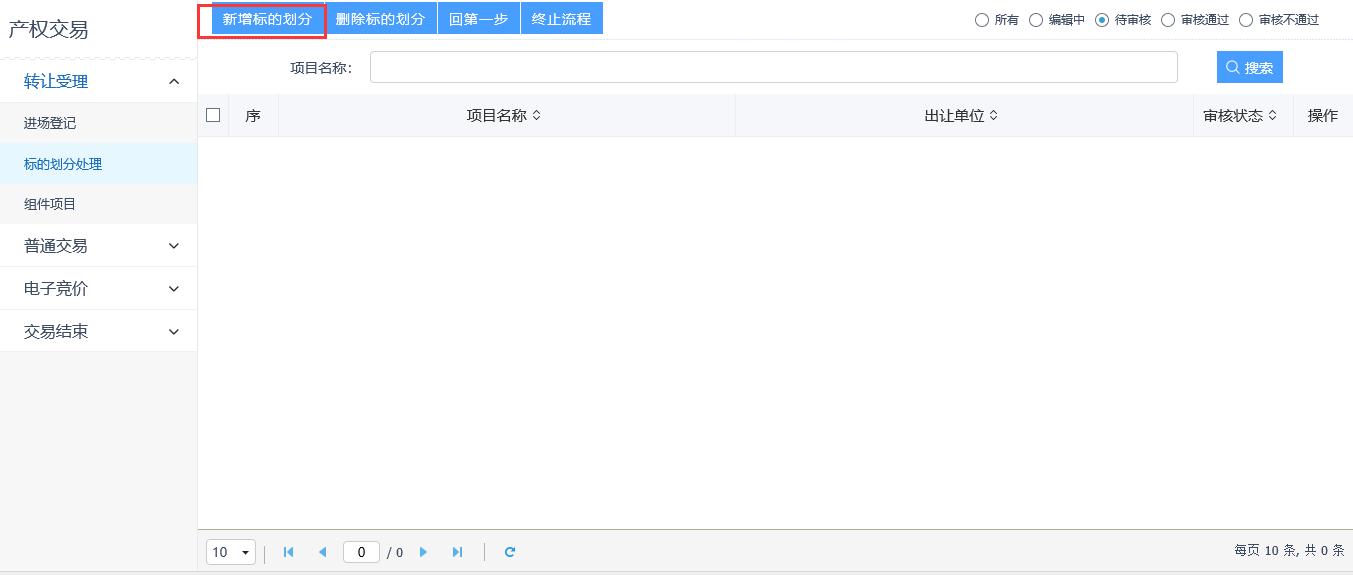 产权交易
转让受理
进场登记
标的划分处理
组件项目
普通交易
电子竞价
交易结束
新增标的划分 删除标的划分 回第一步 终止流程
所有 编辑中 待审核 审核通过 审核不通过
项目名称: 搜索
序 项目名称 出让单位 审核状态 操作
10 0 / 0 每页 10 条, 共 0 条